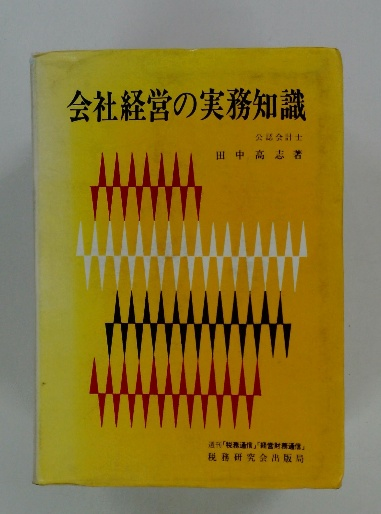 会社経営の実務知識
公認会計士
田中高志著
週刊「税務通信」「経営財務通信」
税務研究会出版局